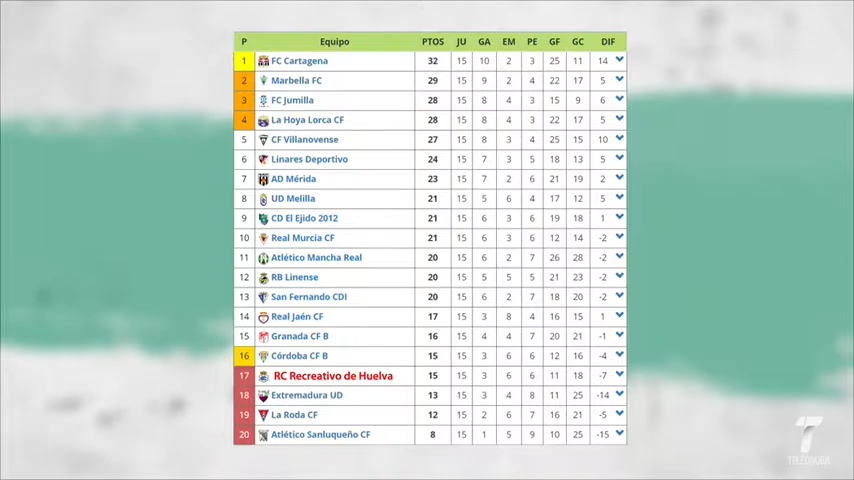 P Equipo PTOS JU GA EM PE GF GC DIF
1 FC Cartagena 32 15 10 2 3 25 11 14
2 Marbella FC 29 15 9 2 4 22 17 5
3 FC Jumilla 28 15 8 4 3 15 9 6
4 La Hoya Lorca CF 28 15 8 4 3 22 17 5
5 CF Villanovense 27 15 8 3 4 25 15 10
6 Linares Deportivo 24 15 7 3 5 18 13 5
7 AD Mérida 23 15 7 2 6 21 19 2
8 UD Melilla 21 15 5 6 4 17 12 5
9 CD El Ejido 2012 21 15 6 3 6 19 18 1
10 Real Murcia CF 21 15 6 3 6 12 14 -2
11 Atlético Mancha Real 20 15 6 2 7 26 28 -2
12 RB Linense 20 15 5 5 5 21 23 -2
13 San Fernando CDI 20 15 6 2 7 18 20 -2
14 Real Jaén CF 17 15 3 8 4 16 15 1
15 Granada CF B 16 15 4 4 7 20 21 -1
16 Córdoba CF B 15 15 3 6 6 12 16 -4
17 RC Recreativo de Huelva 15 15 3 6 6 11 18 -7
18 Extremadura UD 13 15 3 4 8 11 25 -14
19 La Roda CF 12 15 2 6 7 16 21 -5
20 Atlético Sanluqueño CF 8 15 1 5 9 10 25 -15